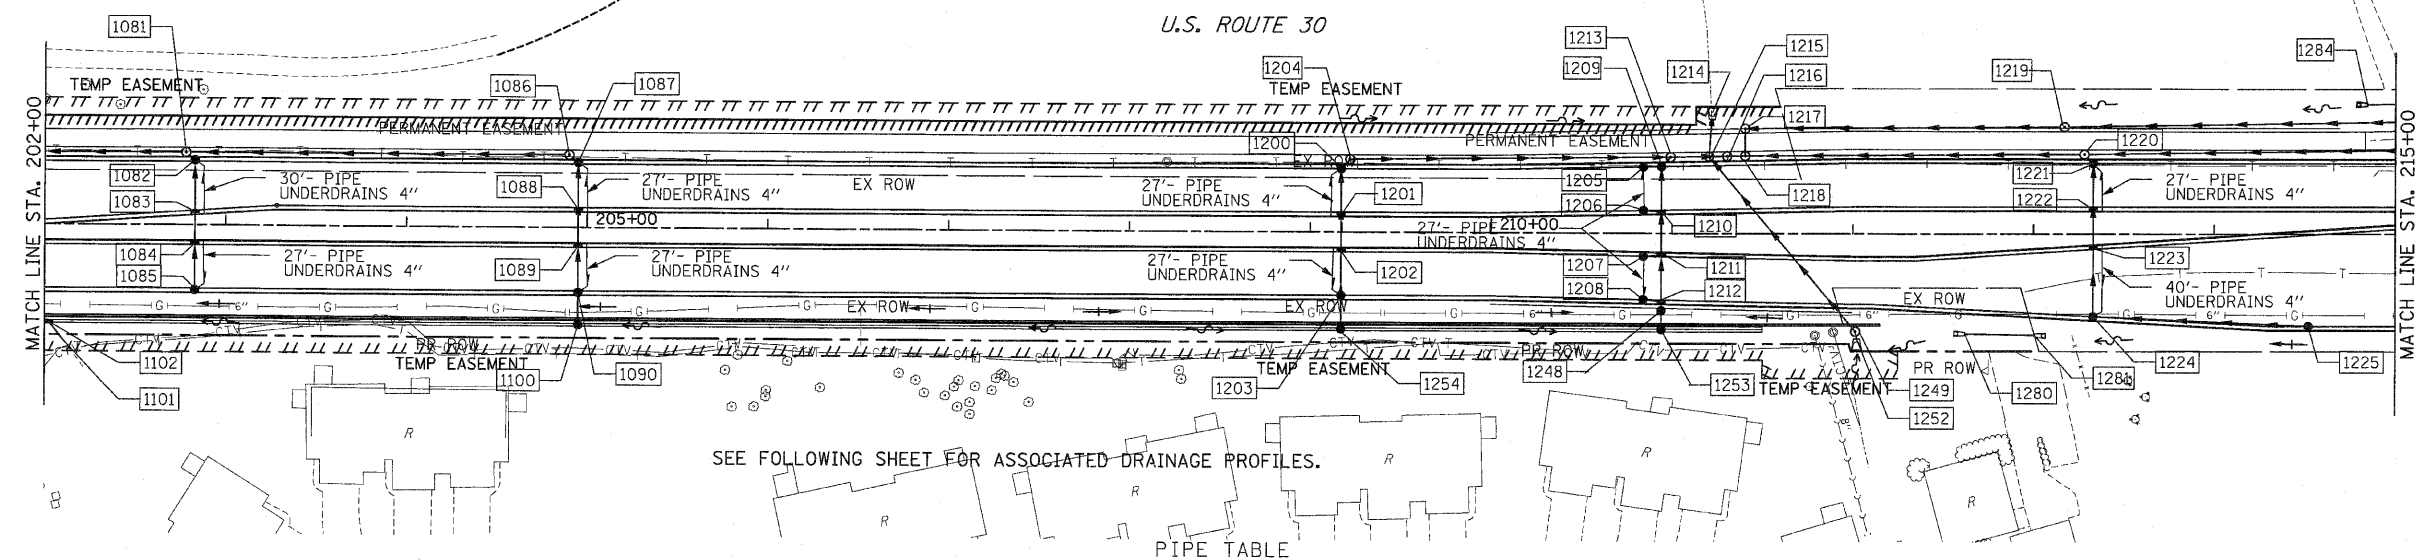 U.S. ROUTE 30
1081
1086
1087
1204
1213
1209
1214
1215
1216
1217
1219
1284
TEMP EASEMENT
TEMP EASEMENT
PERMANENT EASEMENT
PERMANENT EASEMENT
MATCH LINE STA. 202+00
MATCH LINE STA. 215+00
1082
1083
1084
1085
30'- PIPE
UNDERDRAINS 4"
27'- PIPE
UNDERDRAINS 4"
1088
1089
27'- PIPE
UNDERDRAINS 4"
27'- PIPE
UNDERDRAINS 4"
205+00
EX ROW
1200
EX ROW
27'- PIPE
UNDERDRAINS 4"
27'- PIPE
UNDERDRAINS 4"
1201
1202
1205
1206
27'- PIPE
UNDERDRAINS 4"
210+00
1207
1208
1210
1211
1212
1218
1220
1221
1222
27'- PIPE
UNDERDRAINS 4"
1223
40'- PIPE
UNDERDRAINS 4"
6"
EX ROW
EX ROW
EX ROW
6"
6"
6"
1102
1101
PR ROW
TEMP EASEMENT
1100
1090
1203
TEMP EASEMENT
1254
PR ROW
1248
1253
TEMP EASEMENT
1249
1252
PR ROW
1280
1281
1224
1225
8"
R
R
R
R
R
R
SEE FOLLOWING SHEET FOR ASSOCIATED DRAINAGE PROFILES.
PIPE TABLE